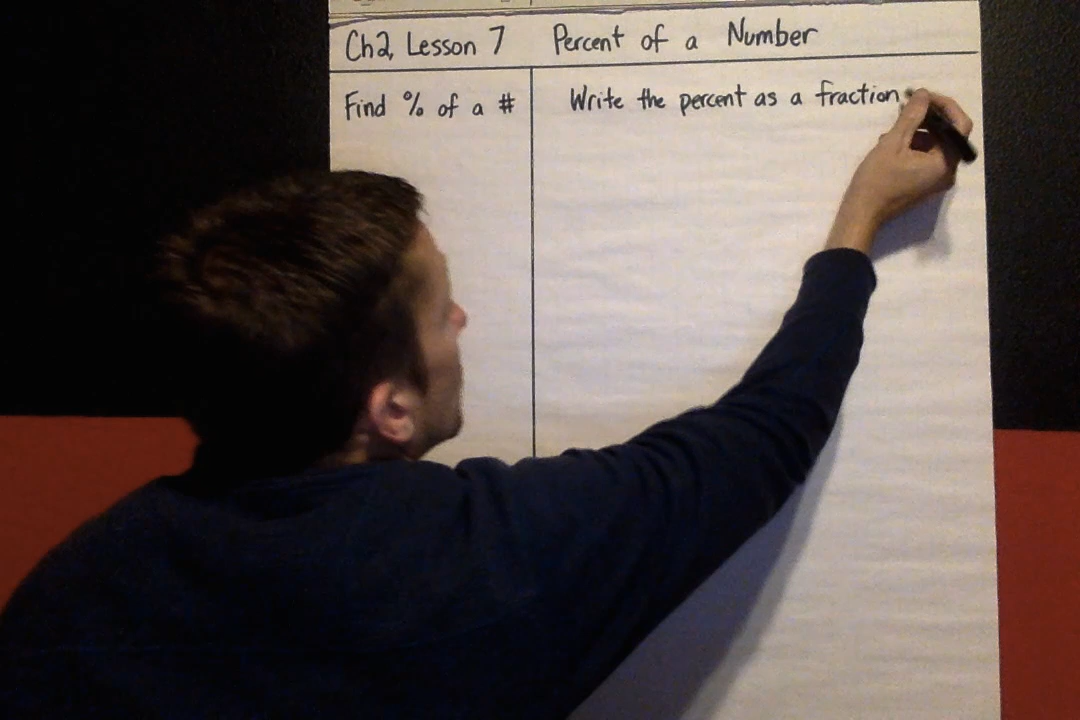 Ch2, Lesson 7 Percent of a Number
Find % of a # Write the percent as a fraction